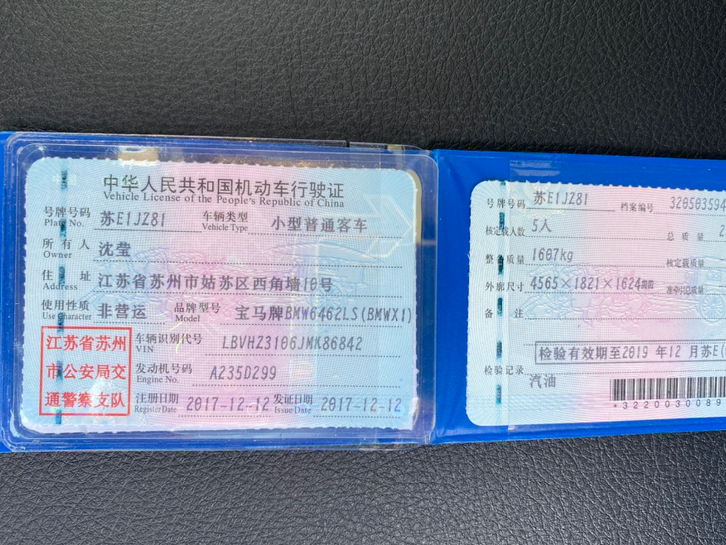 中华人民共和国机动车行驶证
Vehicle License of the People's Republic of China
号牌号码 苏E1JZ81 车辆类型 小型普通客车
Plate No. Vehicle Type
所有人 沈莹
Owner
住址 江苏省苏州市姑苏区西角墙10号
Address
使用性质 非营运 品牌型号 宝马牌BMW6462LS(BMWX1)
Use Character Model
江苏省苏州
市公安局交
通警察支队
车辆识别代号 LBVHZ3106JMK86842
VIN
发动机号码 A235D299
Engine No.
注册日期 2017-12-12 发证日期 2017-12-12
Register Date Issue Date
号牌号码 苏E1JZ81 档案编号 320503594
核定载人数 5人 总质量 2
整备质量 1607kg 核定载质量
外廓尺寸 4565×1821×1624 准牵引总质量
备注
检验有效期至2019年12月苏E(
检验记录
汽油
*3220030089